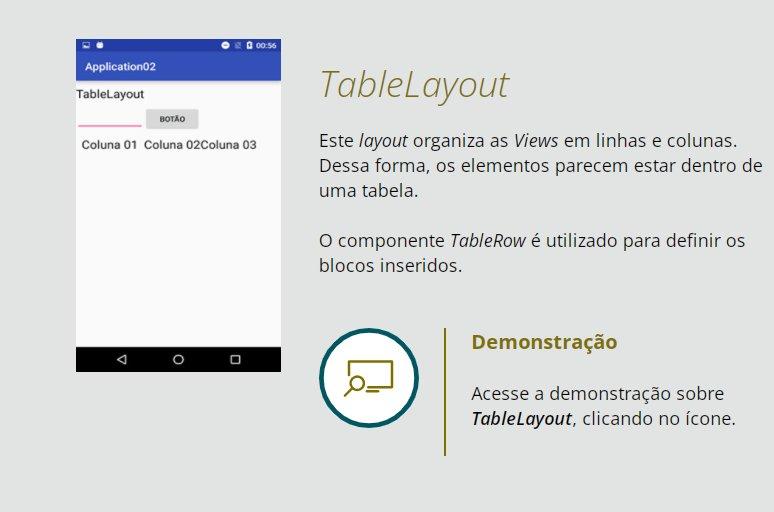 00:56
Application02
TableLayout
BOTÃO
Coluna 01 Coluna 02Coluna 03
TableLayout
Este layout organiza as Views em linhas e colunas.
Dessa forma, os elementos parecem estar dentro de
uma tabela.
O componente TableRow é utilizado para definir os
blocos inseridos.
Demonstração
Acesse a demonstração sobre
TableLayout, clicando no ícone.